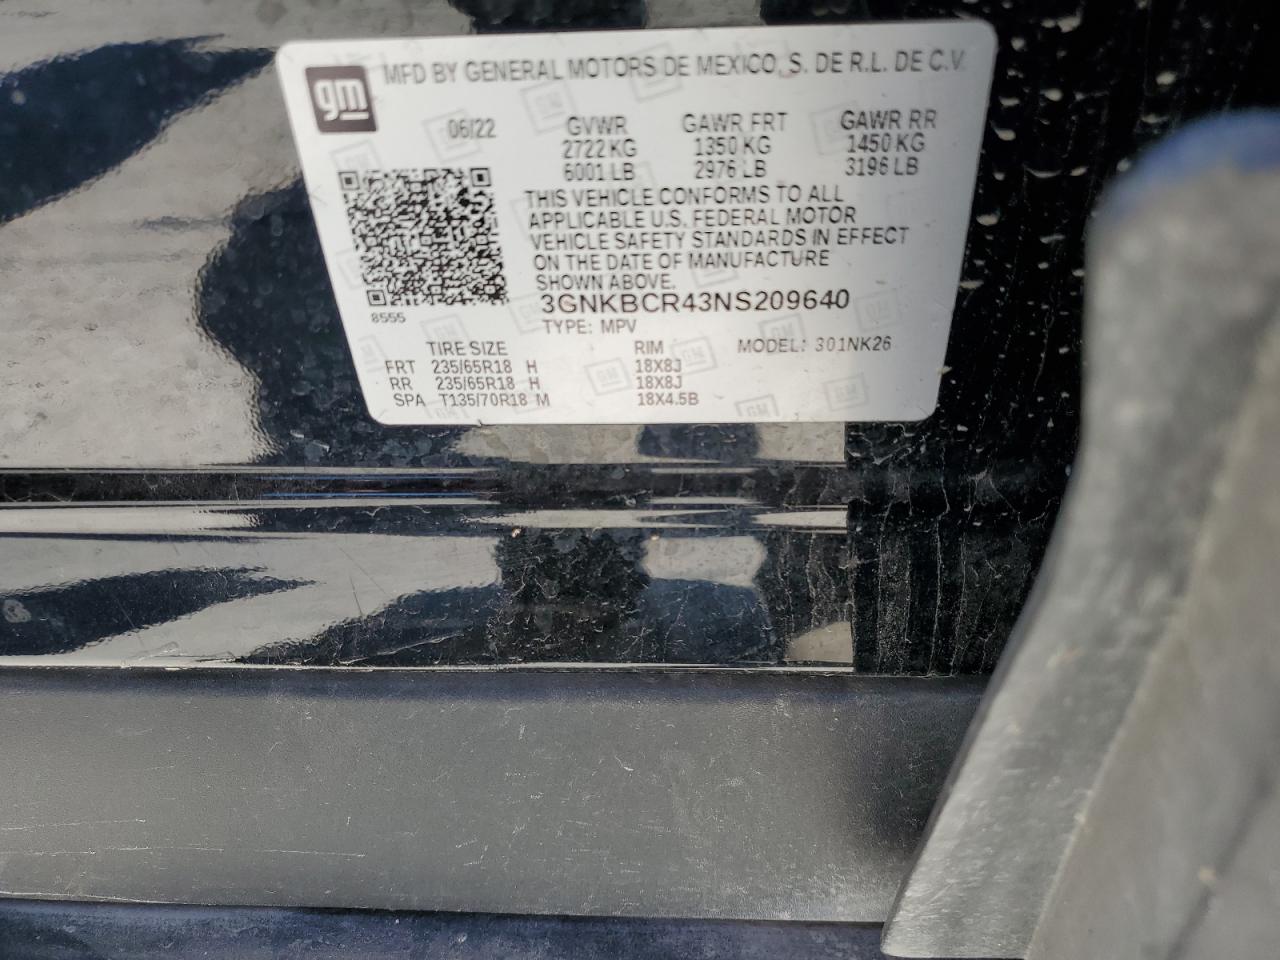 gm
MFD BY GENERAL MOTORS DE MEXICO, S. DE R.L. DE C.V.
06/22 GVWR GAWR FRT GAWR RR
2722 KG 1350 KG 1450 KG
6001 LB 2976 LB 3196 LB
THIS VEHICLE CONFORMS TO ALL
APPLICABLE U.S. FEDERAL MOTOR
VEHICLE SAFETY STANDARDS IN EFFECT
ON THE DATE OF MANUFACTURE
SHOWN ABOVE.
3GNKBCR43NS209640
8555
TYPE: MPV
MODEL: 301NK26
TIRE SIZE RIM
FRT 235/65R18 H 18X8J
RR 235/65R18 H 18X8J
SPA T135/70R18 M 18X4.5B